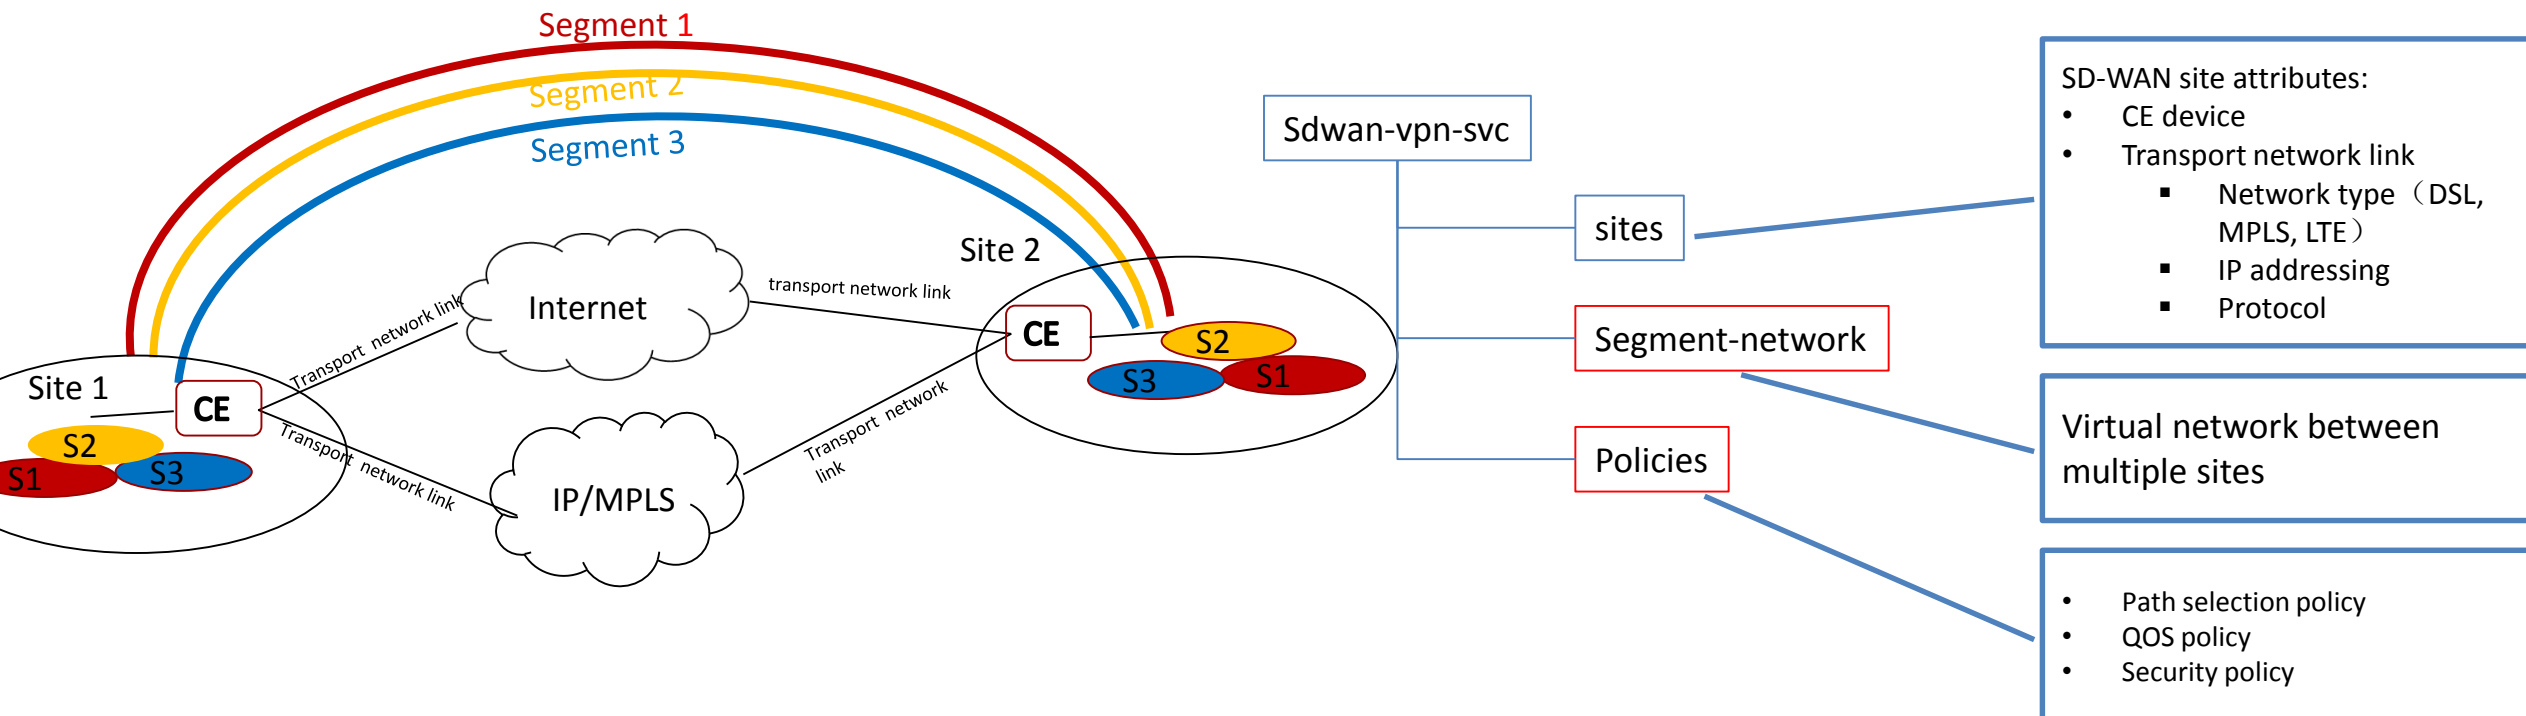 Segment 1
Segment 2
Segment 3
Site 1
CE
S2
S1
S3
Transport network link
Transport network link
Internet
IP/MPLS
transport network link
Transport network
link
Site 2
CE
S2
S3
S1
Sdwan-vpn-svc
sites
Segment-network
Policies
SD-WAN site attributes:
• CE device
• Transport network link
▪ Network type（DSL,
MPLS, LTE）
▪ IP addressing
▪ Protocol
Virtual network between
multiple sites
• Path selection policy
• QOS policy
• Security policy